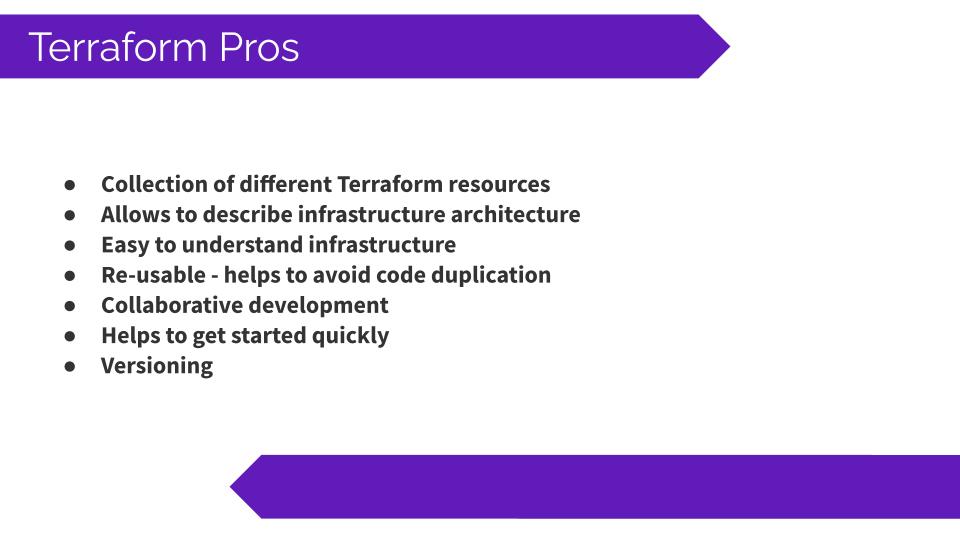 Terraform Pros
● Collection of different Terraform resources
● Allows to describe infrastructure architecture
● Easy to understand infrastructure
● Re-usable - helps to avoid code duplication
● Collaborative development
● Helps to get started quickly
● Versioning